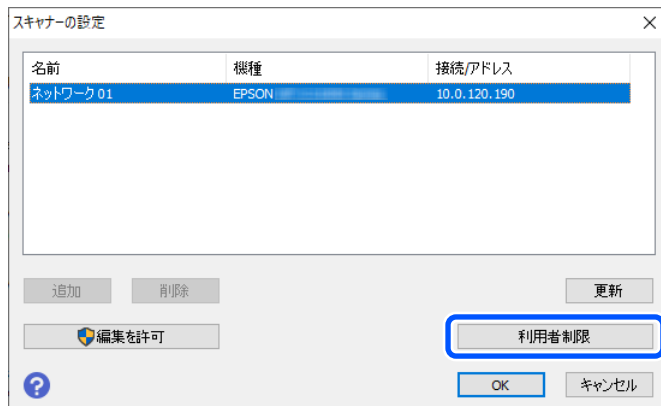 スキャナーの設定
名前 機種 接続/アドレス
ネットワーク 01 EPSON 10.0.120.190
追加 削除 更新
編集を許可 利用者制限
OK キャンセル